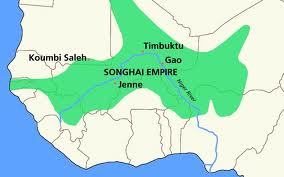 Timbuktu
Koumbi Saleh
Gao
SONGHAI EMPIRE
Jenne
Niger River